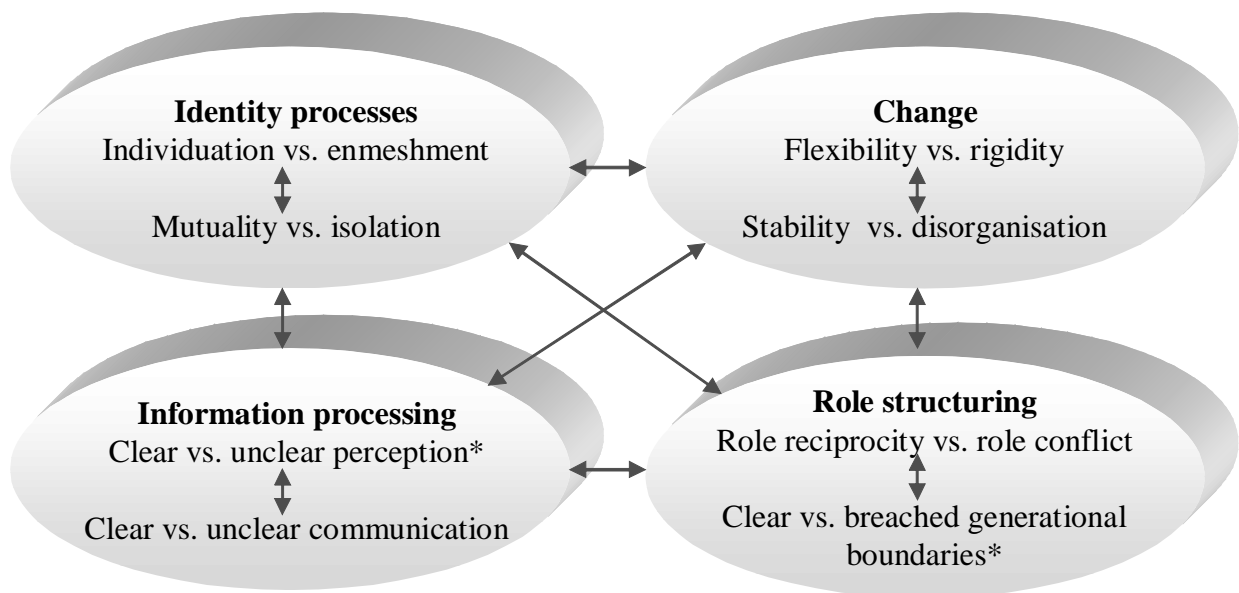 Identity processes
Individuation vs. enmeshment
Mutuality vs. isolation
Change
Flexibility vs. rigidity
Stability vs. disorganisation
Information processing
Clear vs. unclear perception*
Clear vs. unclear communication
Role structuring
Role reciprocity vs. role conflict
Clear vs. breached generational
boundaries*